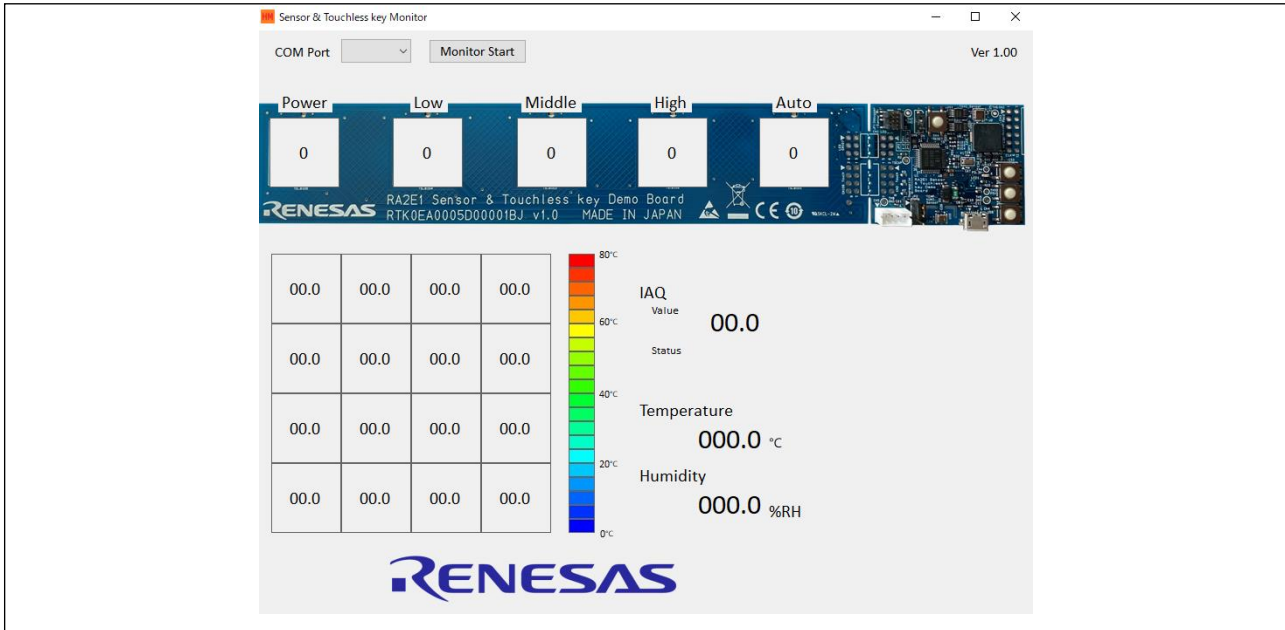 HM Sensor & Touchless key Monitor
COM Port Monitor Start Ver 1.00
Power Low Middle High Auto
0 0 0 0 0
RA2E1 Sensor & Touchless key Demo Board
RENESAS RTK0EA0005D00001BJ v1.0 MADE IN JAPAN CE 10
80°C
00.0 00.0 00.0 00.0
IAQ
Value
00.0
60°C
Status
00.0 00.0 00.0 00.0
40°C
Temperature
000.0 °C
00.0 00.0 00.0 00.0
20°C
Humidity
00.0 00.0 00.0 00.0
000.0 %RH
0°C
RENESAS